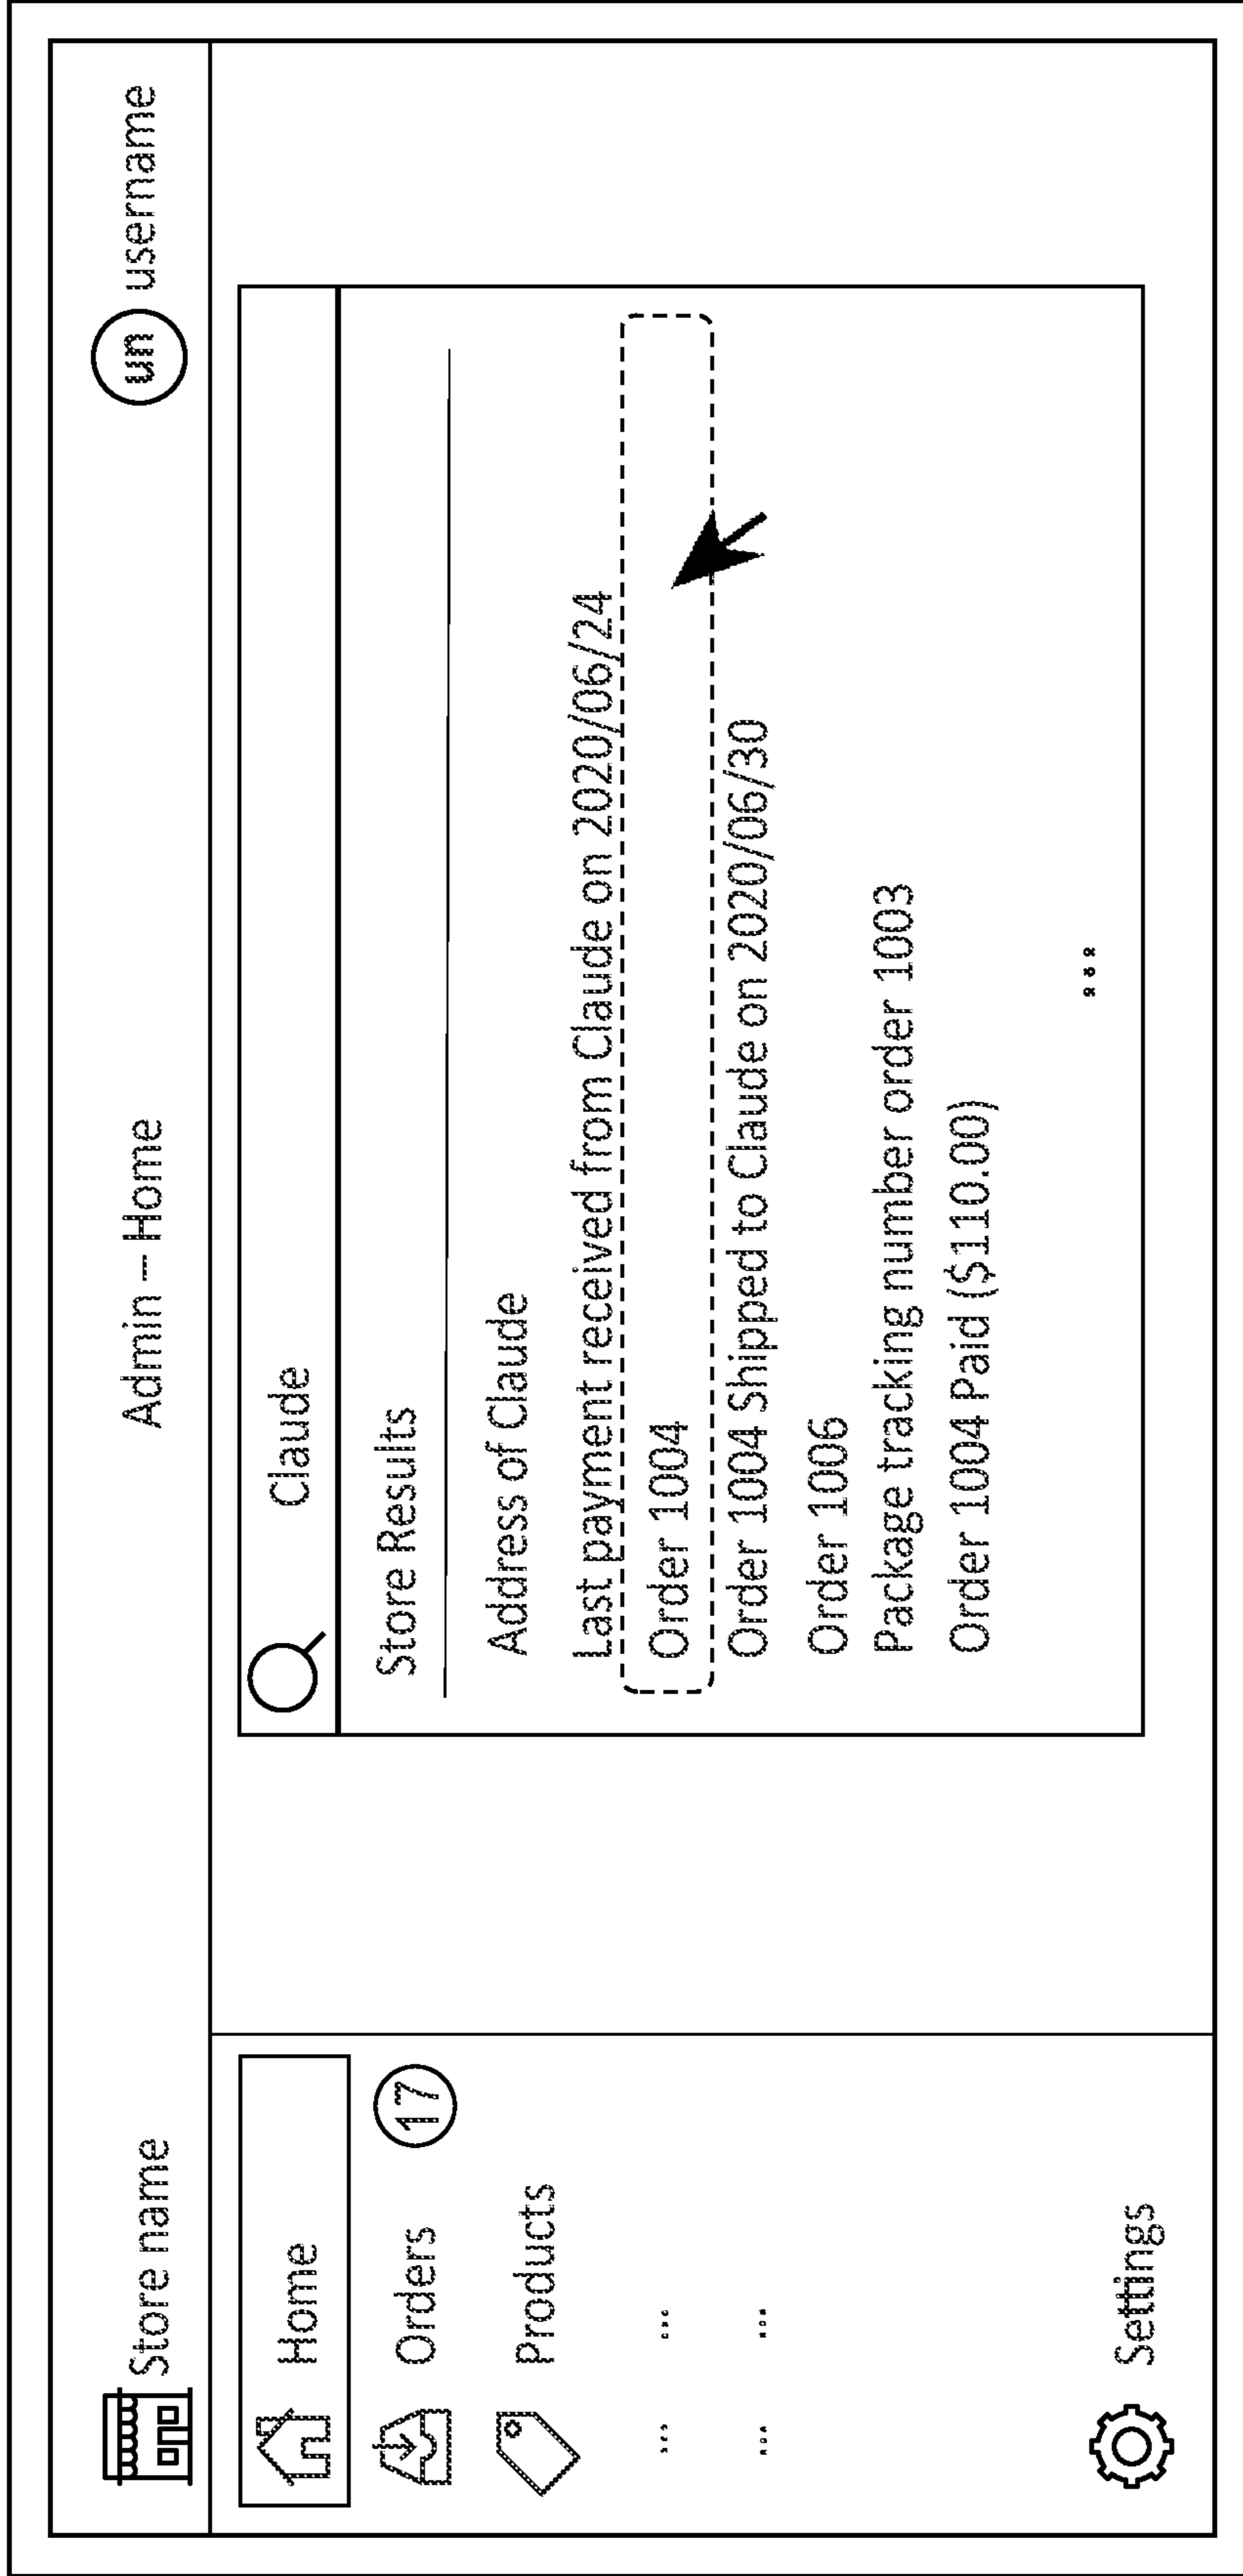 Store name
Admin – Home
un username
Home
Orders 17
Products
... ...
... ...
Settings
Claude
Store Results
Address of Claude
Last payment received from Claude on 2020/06/24
Order 1004
Order 1004 Shipped to Claude on 2020/06/30
Order 1006
Package tracking number order 1003
Order 1004 Paid ($110.00)
...